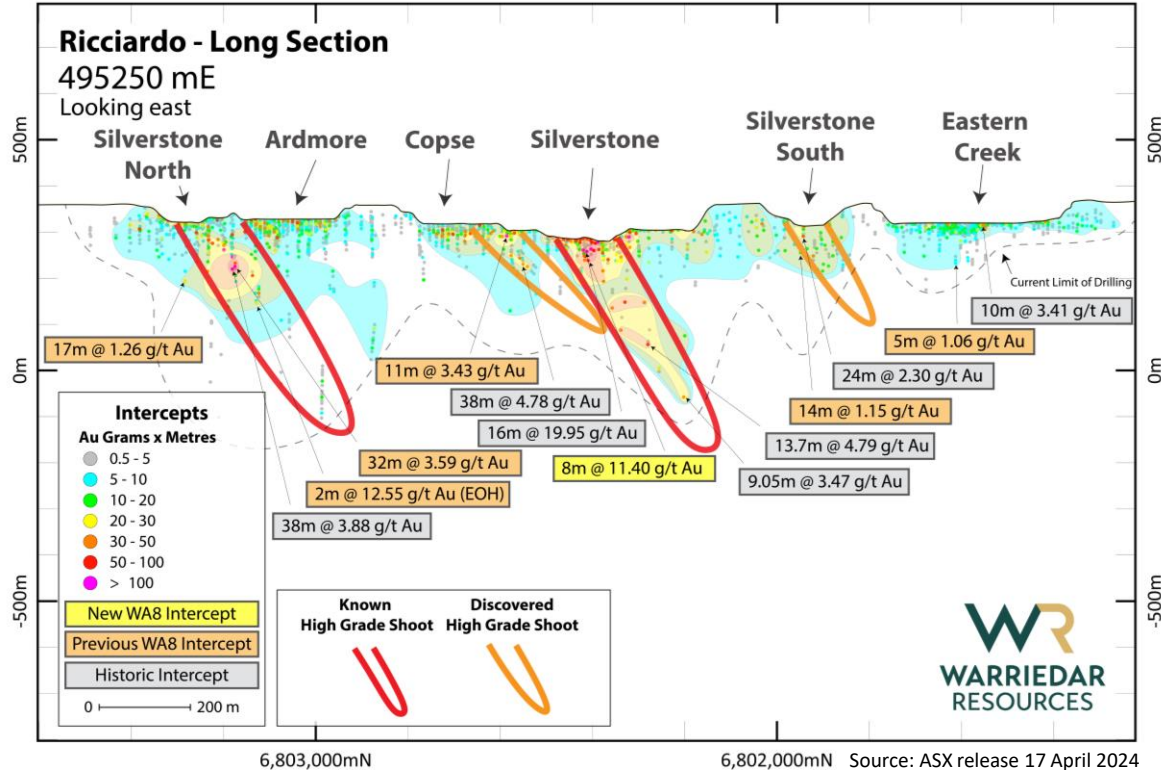 Ricciardo - Long Section
495250 mE
Looking east
Silverstone
North
Ardmore
Copse
Silverstone
Silverstone
South
Eastern
Creek
500m
500m
0m
0m
-500m
-500m
Current Limit of Drilling
10m @ 3.41 g/t Au
17m @ 1.26 g/t Au
5m @ 1.06 g/t Au
11m @ 3.43 g/t Au
24m @ 2.30 g/t Au
38m @ 4.78 g/t Au
14m @ 1.15 g/t Au
16m @ 19.95 g/t Au
13.7m @ 4.79 g/t Au
32m @ 3.59 g/t Au
8m @ 11.40 g/t Au
9.05m @ 3.47 g/t Au
2m @ 12.55 g/t Au (EOH)
38m @ 3.88 g/t Au
Intercepts
Au Grams x Metres
0.5 - 5
5 - 10
10 - 20
20 - 30
30 - 50
50 - 100
> 100
New WA8 Intercept
Previous WA8 Intercept
Historic Intercept
0 200 m
Known
High Grade Shoot
Discovered
High Grade Shoot
WR
WARRIEDAR
RESOURCES
6,803,000mN
6,802,000mN
Source: ASX release 17 April 2024